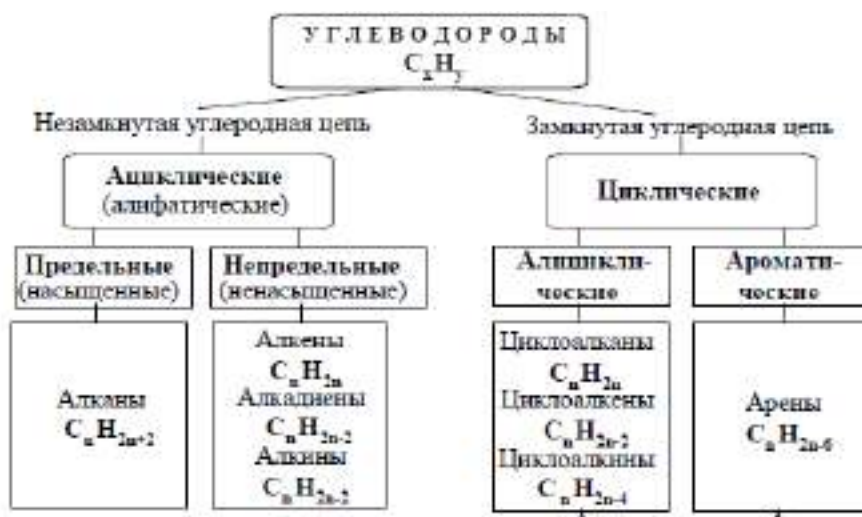 УГЛЕВОДОРОДЫ
CₓHᵧ
Незамкнутая углеродная цепь
Замкнутая углеродная цепь
Ациклические
(алифатические)
Циклические
Предельные
(насыщенные)
Непредельные
(ненасыщенные)
Алицикли-
ческие
Аромати-
ческие
Алканы
CₙH₂ₙ₊₂
Алкены
CₙH₂ₙ
Алкадиены
CₙH₂ₙ₋₂
Алкины
CₙH₂ₙ₋₂
Циклоалканы
CₙH₂ₙ
Циклоалкены
CₙH₂ₙ₋₂
Циклоалкины
CₙH₂ₙ₋₄
Арены
CₙH₂ₙ₋₆